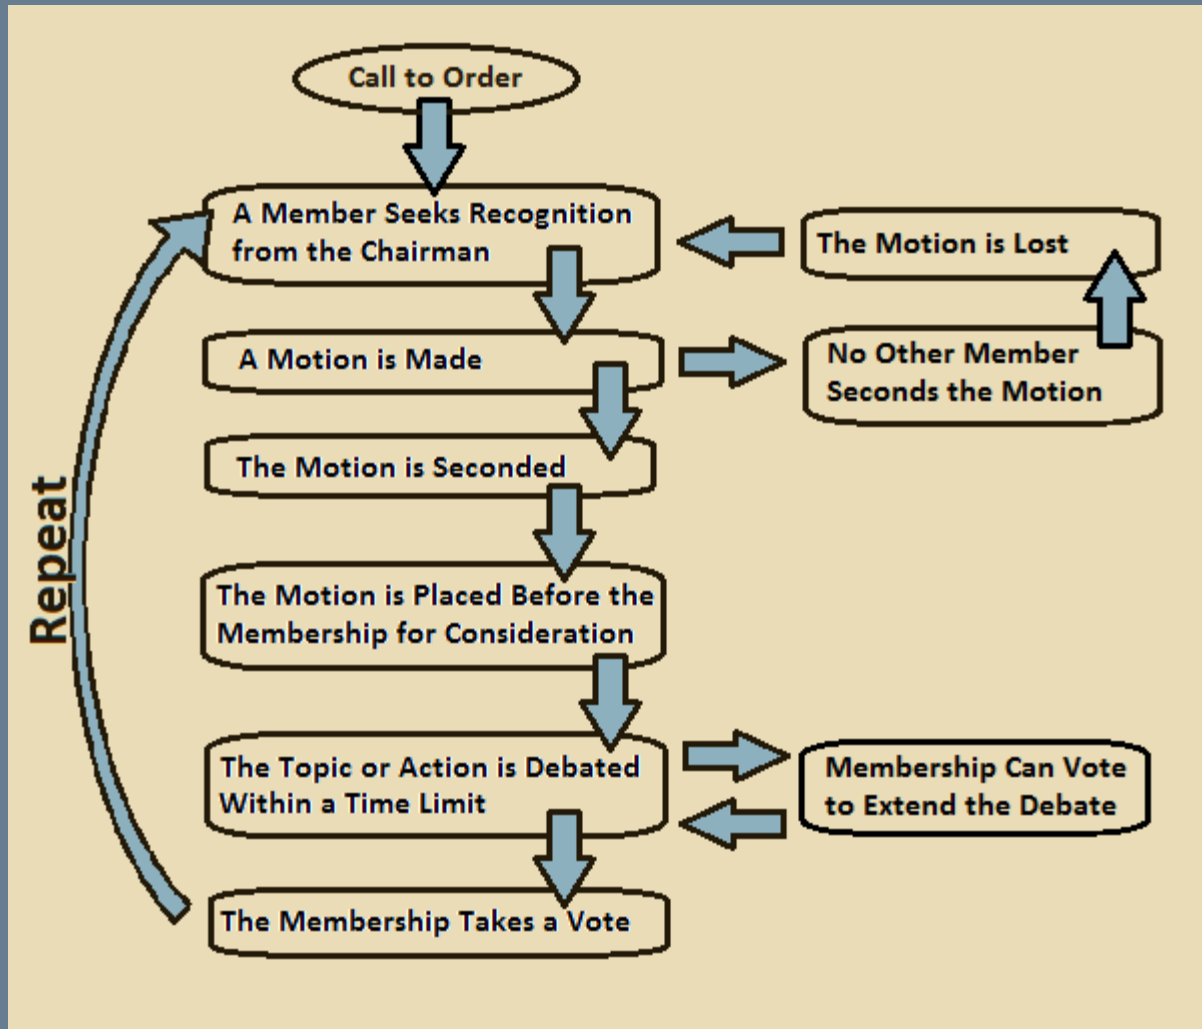 Call to Order
A Member Seeks Recognition
from the Chairman
The Motion is Lost
A Motion is Made
No Other Member
Seconds the Motion
The Motion is Seconded
Repeat
The Motion is Placed Before the
Membership for Consideration
The Topic or Action is Debated
Within a Time Limit
Membership Can Vote
to Extend the Debate
The Membership Takes a Vote